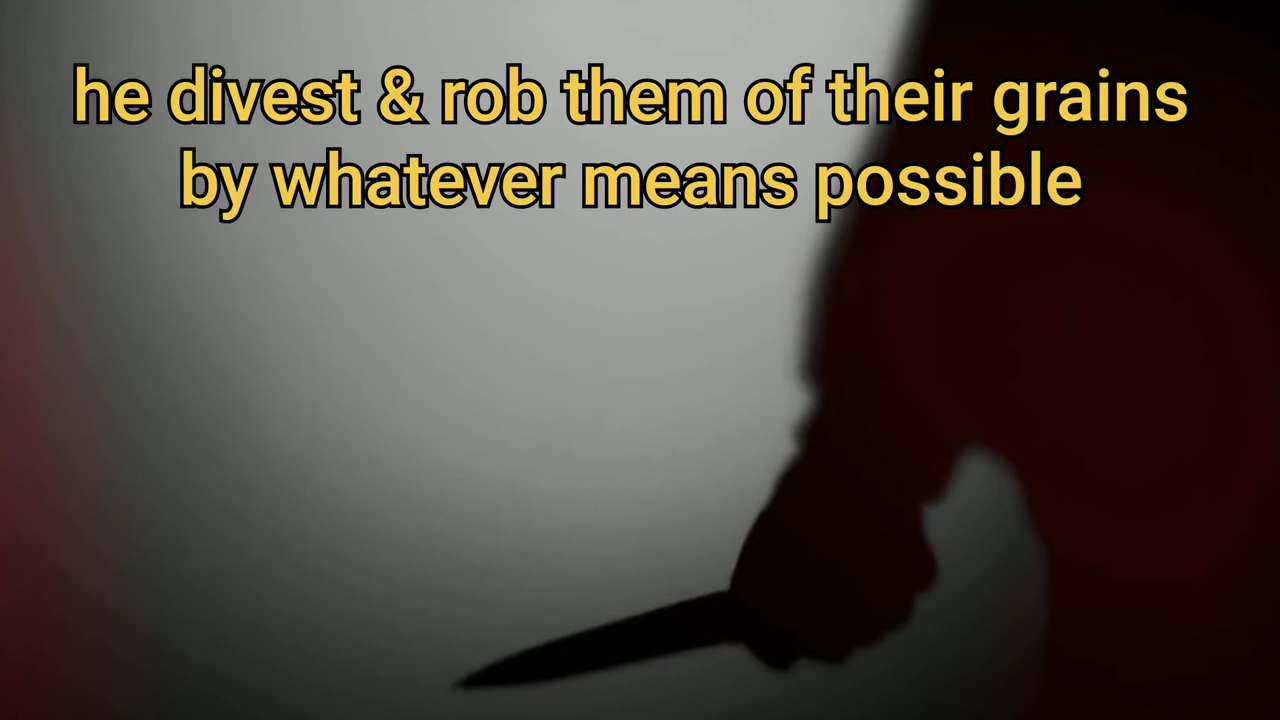 he divest & rob them of their grains
by whatever means possible